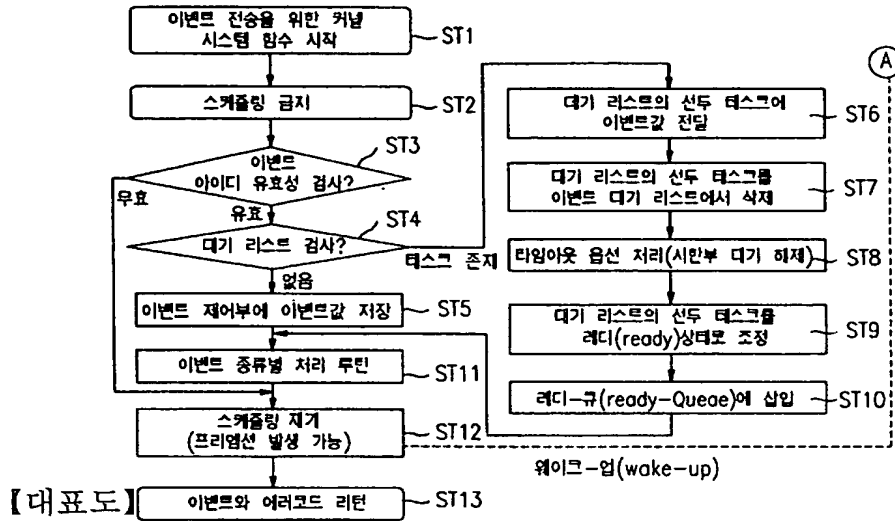 이벤트 전송을 위한 커널
시스템 함수 시작
ST1
스케쥴링 금지
ST2
이벤트
아이디 유효성 검사?
ST3
무효
유효
대기 리스트 검사?
ST4
테스크 존재
없음
이벤트 제어부에 이벤트값 저장
ST5
이벤트 종류별 처리 루틴
ST11
스케쥴링 재개
(프리엠션 발생 가능)
ST12
이벤트와 에러코드 리턴
ST13
A
대기 리스트의 선두 테스크에
이벤트값 전달
ST6
대기 리스트의 선두 테스크를
이벤트 대기 리스트에서 삭제
ST7
타임아웃 옵션 처리(시한부 대기 해제)
ST8
대기 리스트의 선두 테스크를
레디(ready)상태로 조정
ST9
레디-큐(ready-Queae)에 삽입
ST10
웨이크-업(wake-up)
【대표도】